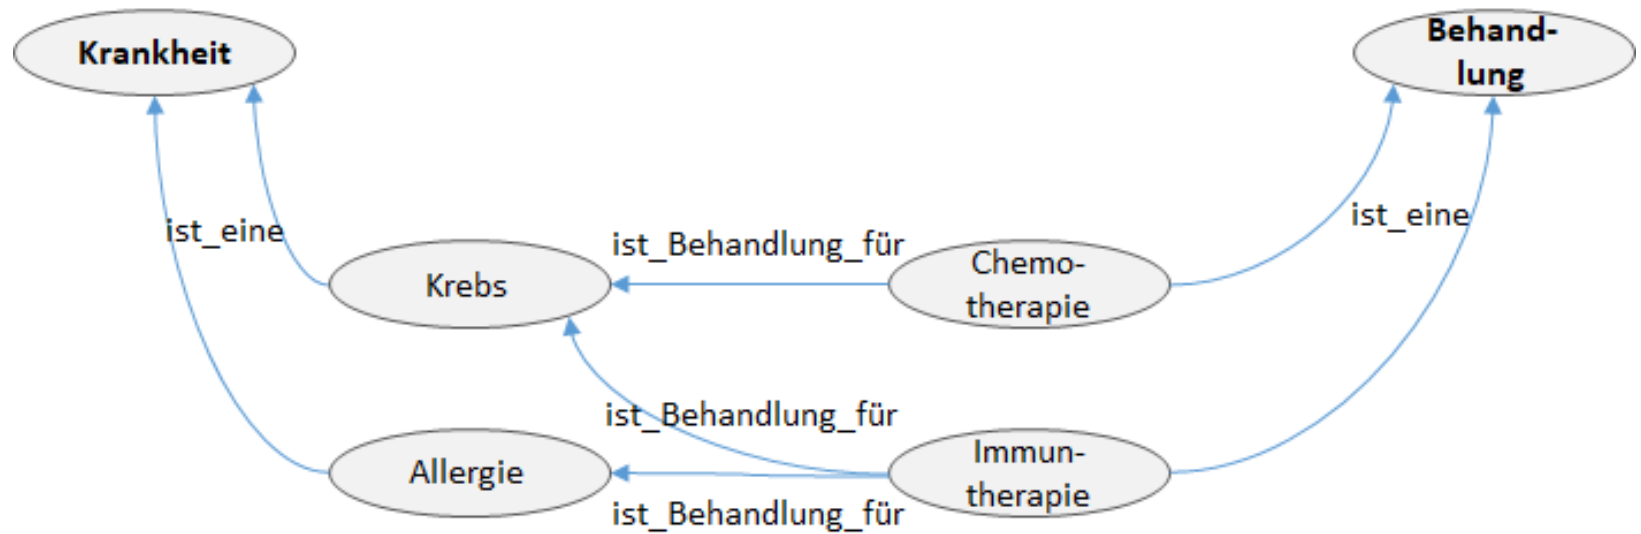 Krankheit
Behand-
lung
ist_eine
ist_eine
ist_Behandlung_für
Krebs
Chemo-
therapie
ist_Behandlung_für
Allergie
Immun-
therapie
ist_Behandlung_für